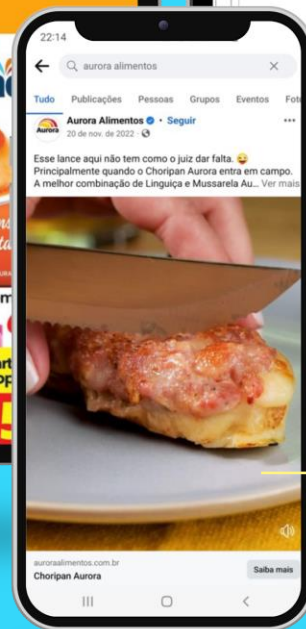 22:14
aurora alimentos
Tudo Publicações Pessoas Grupos Eventos Fot
Aurora
Aurora Alimentos • Seguir
20 de nov. de 2022 •
Esse lance aqui não tem como o juiz dar falta. 😄
Principalmente quando o Choripan Aurora entra em campo.
A melhor combinação de Linguiça e Mussarela Au... Ver mais
auroraalimentos.com.br
Choripan Aurora
Saiba mais